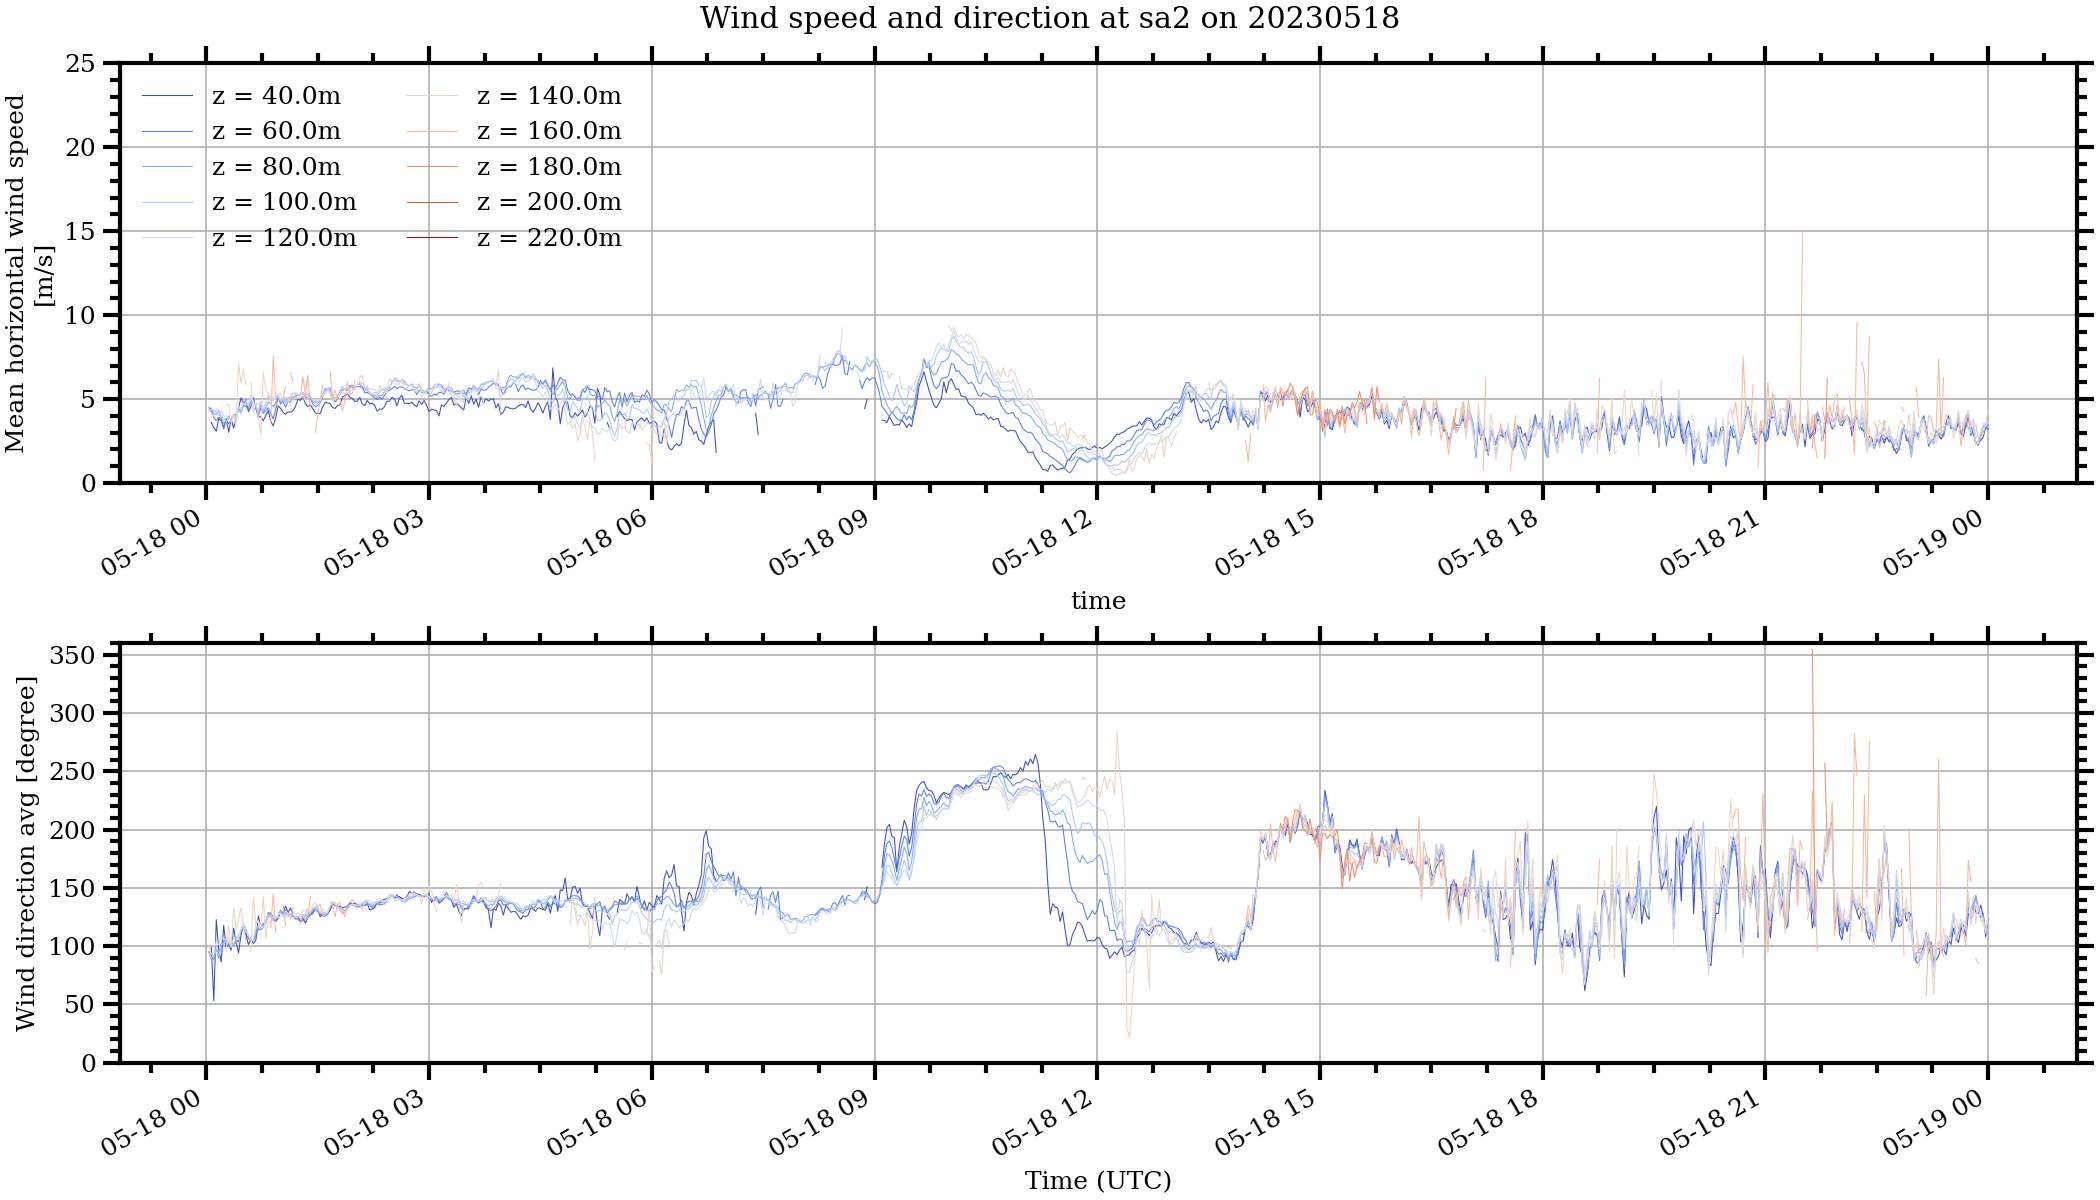 Wind speed and direction at sa2 on 20230518
Mean horizontal wind speed
[m/s]
25
20
15
10
5
0
z = 40.0m
z = 60.0m
z = 80.0m
z = 100.0m
z = 120.0m
z = 140.0m
z = 160.0m
z = 180.0m
z = 200.0m
z = 220.0m
05-18 00
05-18 03
05-18 06
05-18 09
05-18 12
05-18 15
05-18 18
05-18 21
05-19 00
time
Wind direction avg [degree]
350
300
250
200
150
100
50
0
05-18 00
05-18 03
05-18 06
05-18 09
05-18 12
05-18 15
05-18 18
05-18 21
05-19 00
Time (UTC)